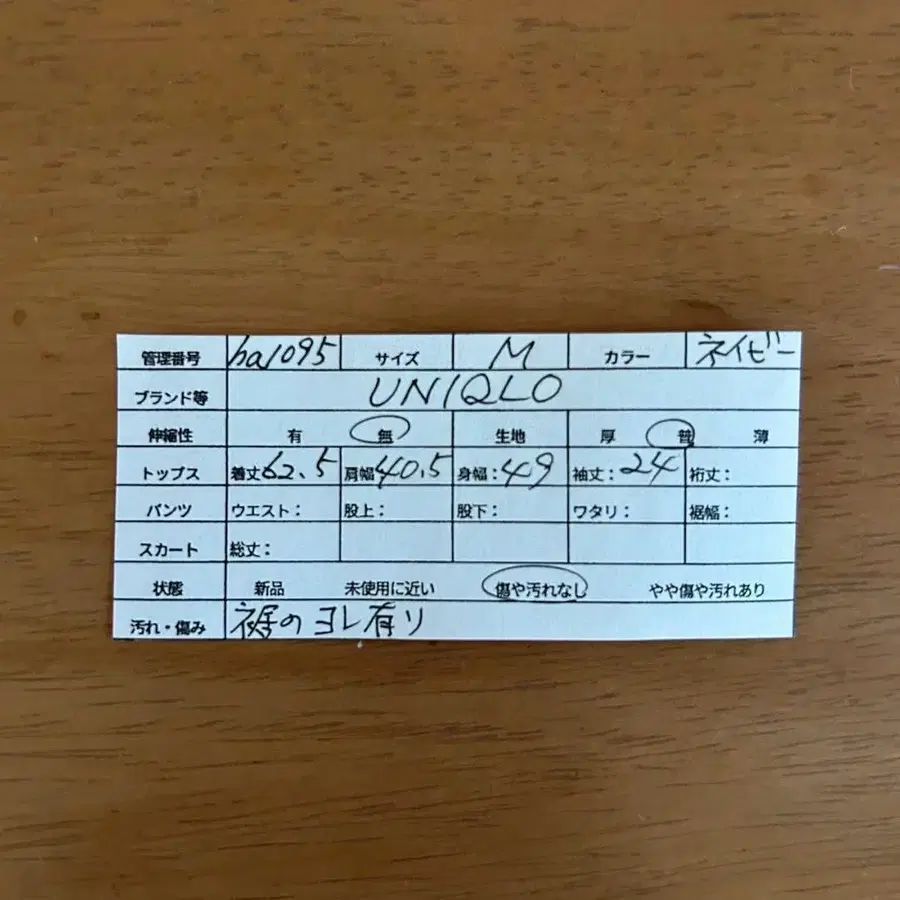 管理番号 ha1095 サイズ M カラー ネイビー
ブランド等 UNIQLO
伸縮性 有 無 生地 厚 普 薄
トップス 着丈62.5 肩幅40.5 身幅:49 袖丈:24 裄丈:
パンツ ウエスト: 股上: 股下: ワタリ: 裾幅:
スカート 総丈:
状態 新品 未使用に近い 傷や汚れなし やや傷や汚れあり
汚れ・傷み 裾のヨレ有り